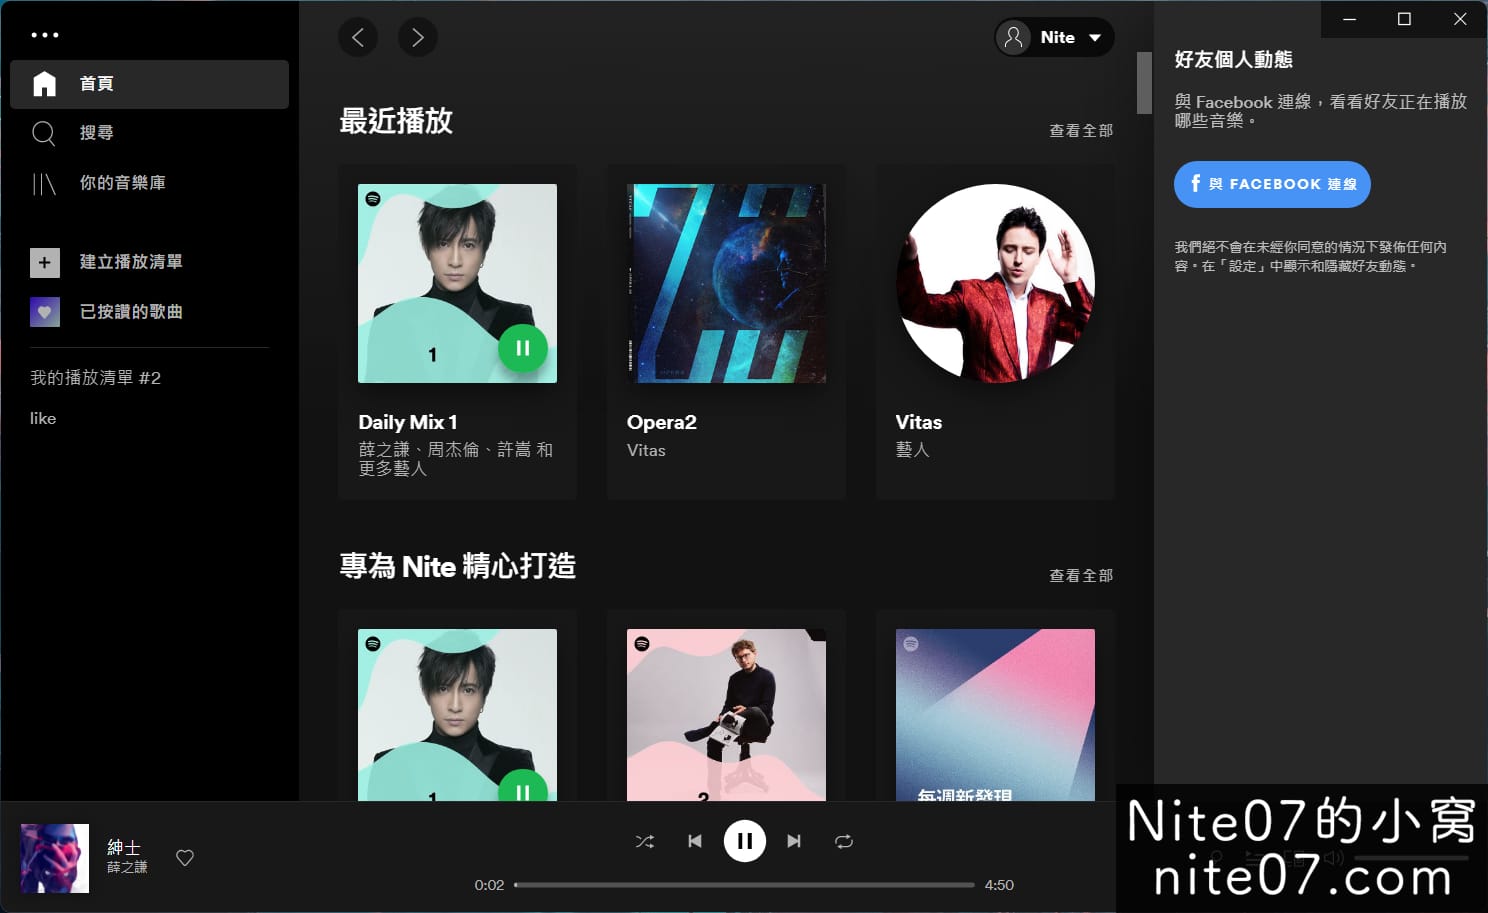 首頁
搜尋
你的音樂庫
建立播放清單
已按讚的歌曲
我的播放清單 #2
like
Nite
最近播放
查看全部
1
Daily Mix 1
薛之謙、周杰倫、許嵩 和
更多藝人
Opera2
Vitas
Vitas
藝人
專為 Nite 精心打造
查看全部
1
2
每週新發現
好友個人動態
與 Facebook 連線，看看好友正在播放
哪些音樂。
f 與 FACEBOOK 連線
我們絕不會在未經你同意的情況下發佈任何內
容。在「設定」中顯示和隱藏好友動態。
紳士
薛之謙
0:02
4:50
Nite07的小窩
nite07.com